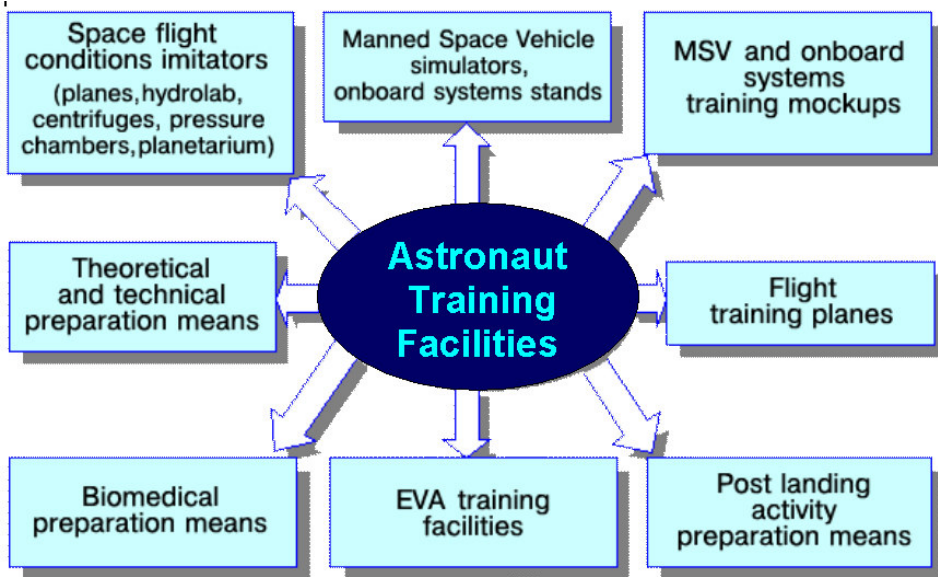 Space flight
conditions imitators
(planes,hydrolab,
centrifuges, pressure
chambers,planetarium)
Manned Space Vehicle
simulators,
onboard systems stands
MSV and onboard
systems
training mockups
Theoretical
and technical
preparation means
Astronaut
Training
Facilities
Flight
training planes
Biomedical
preparation means
EVA training
facilities
Post landing
activity
preparation means